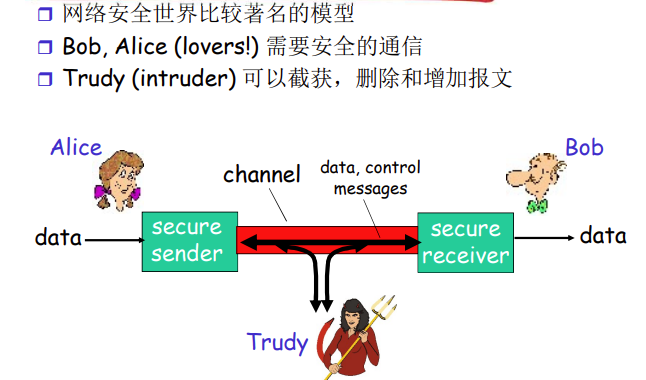 网络安全世界比较著名的模型
Bob, Alice (lovers!) 需要安全的通信
Trudy (intruder) 可以截获，删除和增加报文
Alice
Bob
channel
data, control
messages
data
secure
sender
secure
receiver
data
Trudy